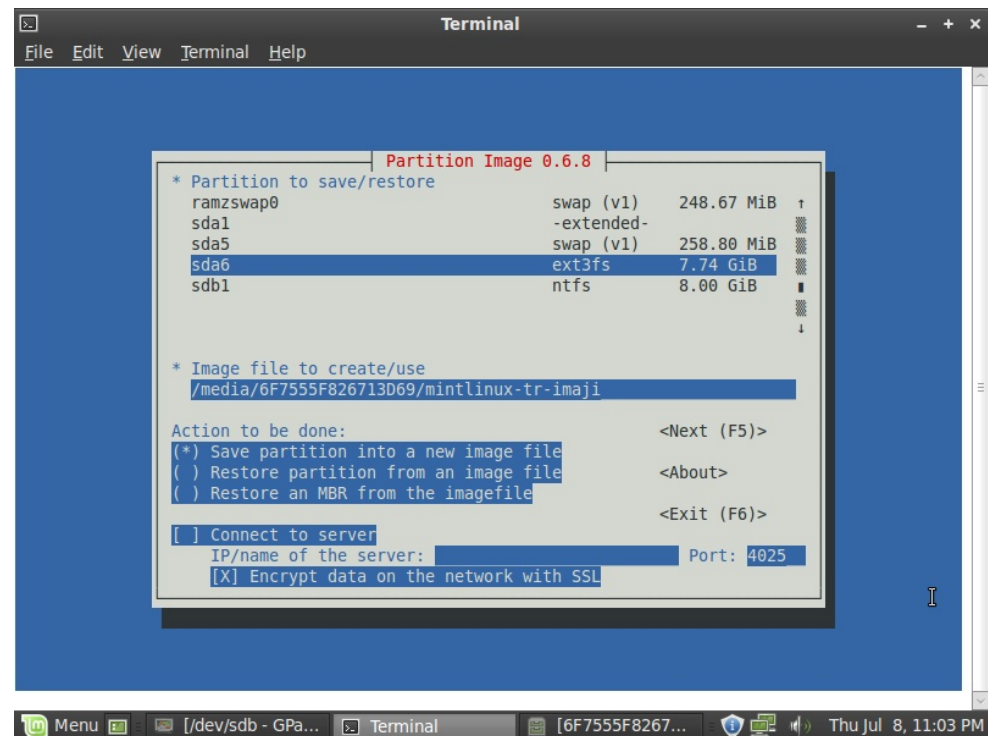 Terminal
File Edit View Terminal Help
Partition Image 0.6.8
* Partition to save/restore
ramzswap0 swap (v1) 248.67 MiB
sda1 -extended-
sda5 swap (v1) 258.80 MiB
sda6 ext3fs 7.74 GiB
sdb1 ntfs 8.00 GiB
* Image file to create/use
/media/6F7555F826713D69/mintlinux-tr-imaji
Action to be done: <Next (F5)>
(*) Save partition into a new image file
( ) Restore partition from an image file <About>
( ) Restore an MBR from the imagefile
<Exit (F6)>
[ ] Connect to server
IP/name of the server: Port: 4025
[X] Encrypt data on the network with SSL
Menu [/dev/sdb - GPa... Terminal [6F7555F8267... Thu Jul 8, 11:03 PM